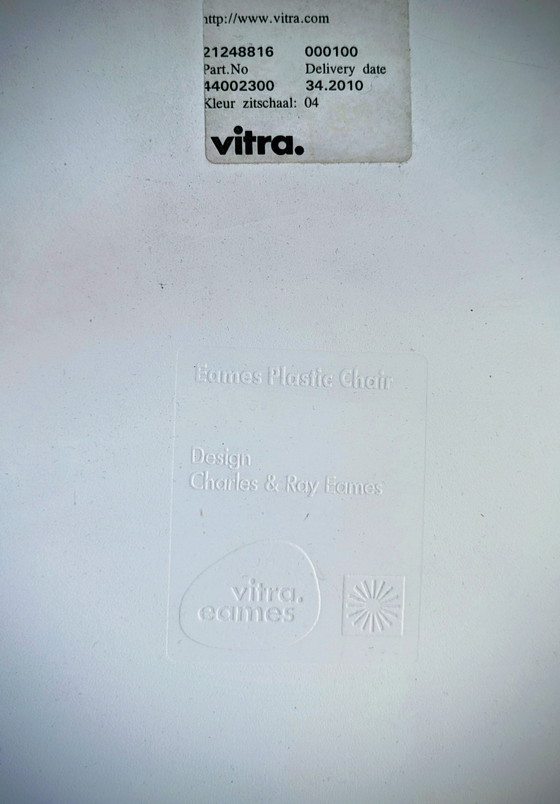 http://www.vitra.com
21248816 000100
Part.No Delivery date
44002300 34.2010
Kleur zitschaal: 04
vitra.
Eames Plastic Chair
Design
Charles & Ray Eames
vitra.
eames